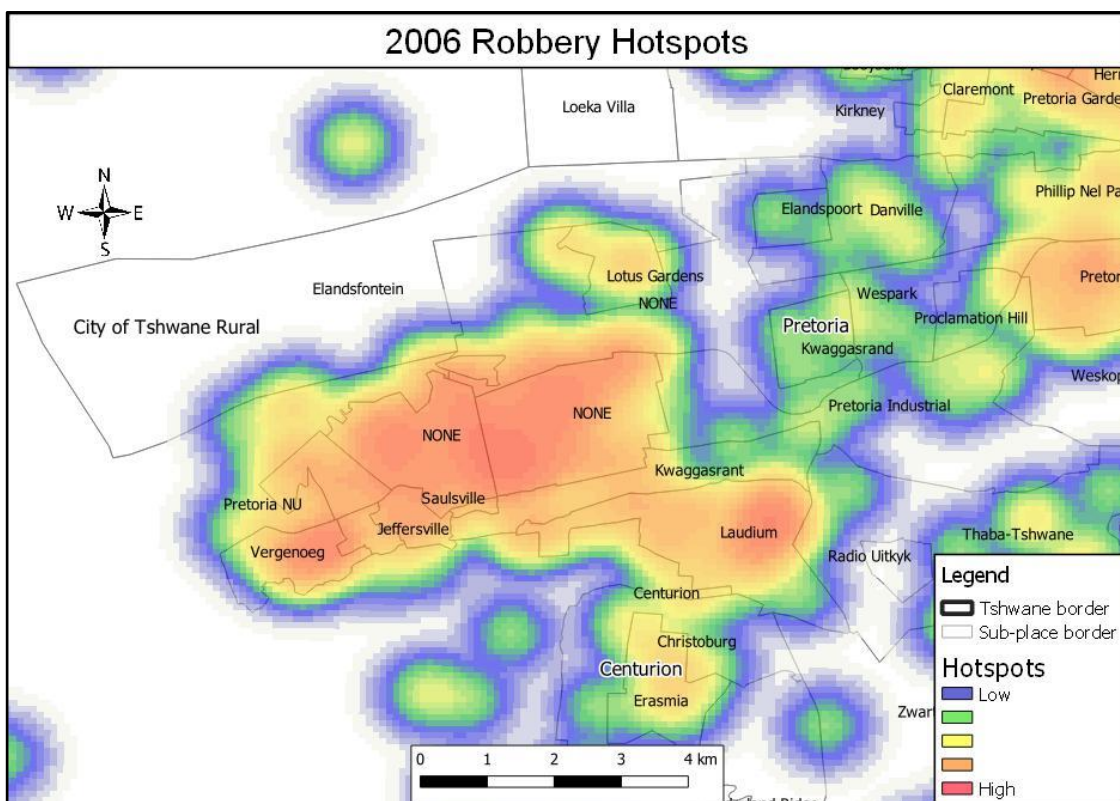 2006 Robbery Hotspots
Loeka Villa
Kirkney
Claremont
Pretoria Garde
N
W E
S
Elandspoort Danville
Phillip Nel Pa
Lotus Gardens
Pretor
Elandsfontein
NONE
Wespark
City of Tshwane Rural
Pretoria
Proclamation Hill
Kwaggasrand
Weskop
NONE
Pretoria Industrial
NONE
Kwaggasrant
Saulsville
Pretoria NU
Jeffersville
Laudium
Thaba-Tshwane
Vergenoeg
Radio Uitkyk
Centurion
Christoburg
Centurion
Erasmia
Zwart
Legend
Tshwane border
Sub-place border
Hotspots
Low
High
0 1 2 3 4 km